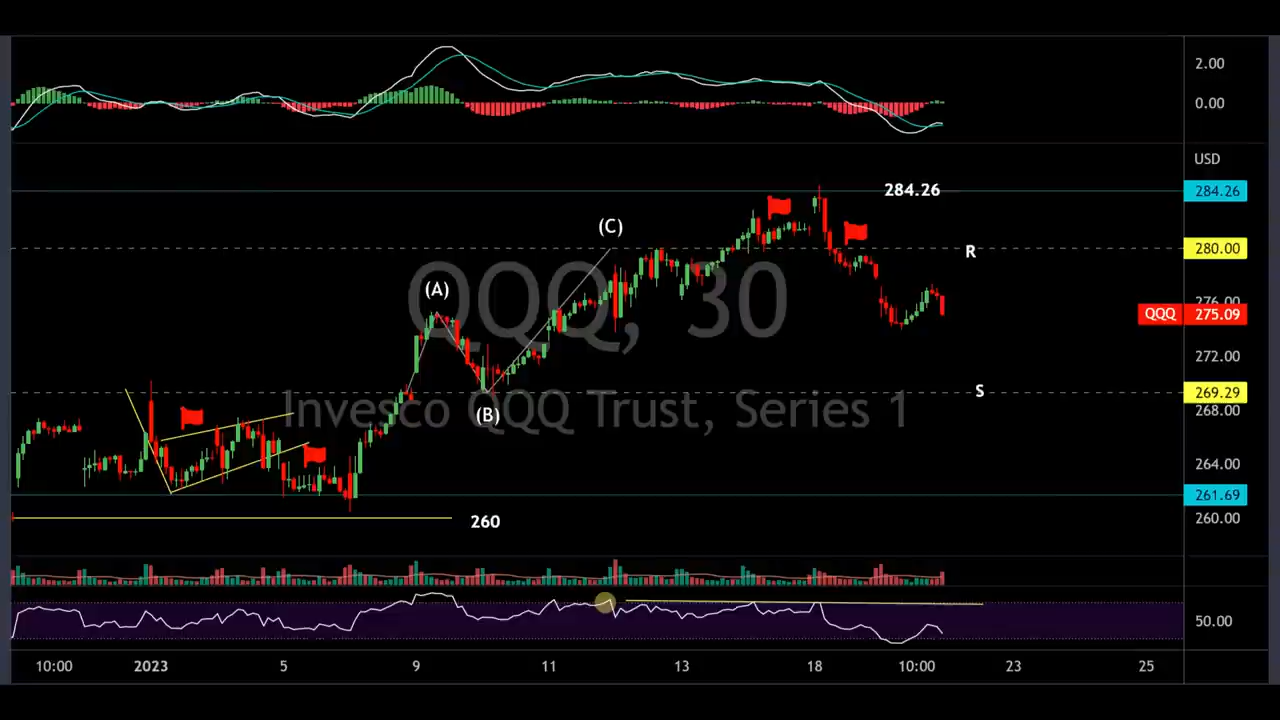 2.00
0.00
USD
284.26
284.26
(C)
280.00
R
(A)
QQQ, 30
276.00
QQQ 275.09
272.00
S
269.29
Invesco QQQ Trust, Series 1
268.00
(B)
464.00
261.69
260
260.00
50.00
10:00 2023 5 9 11 13 18 10:00 23 25